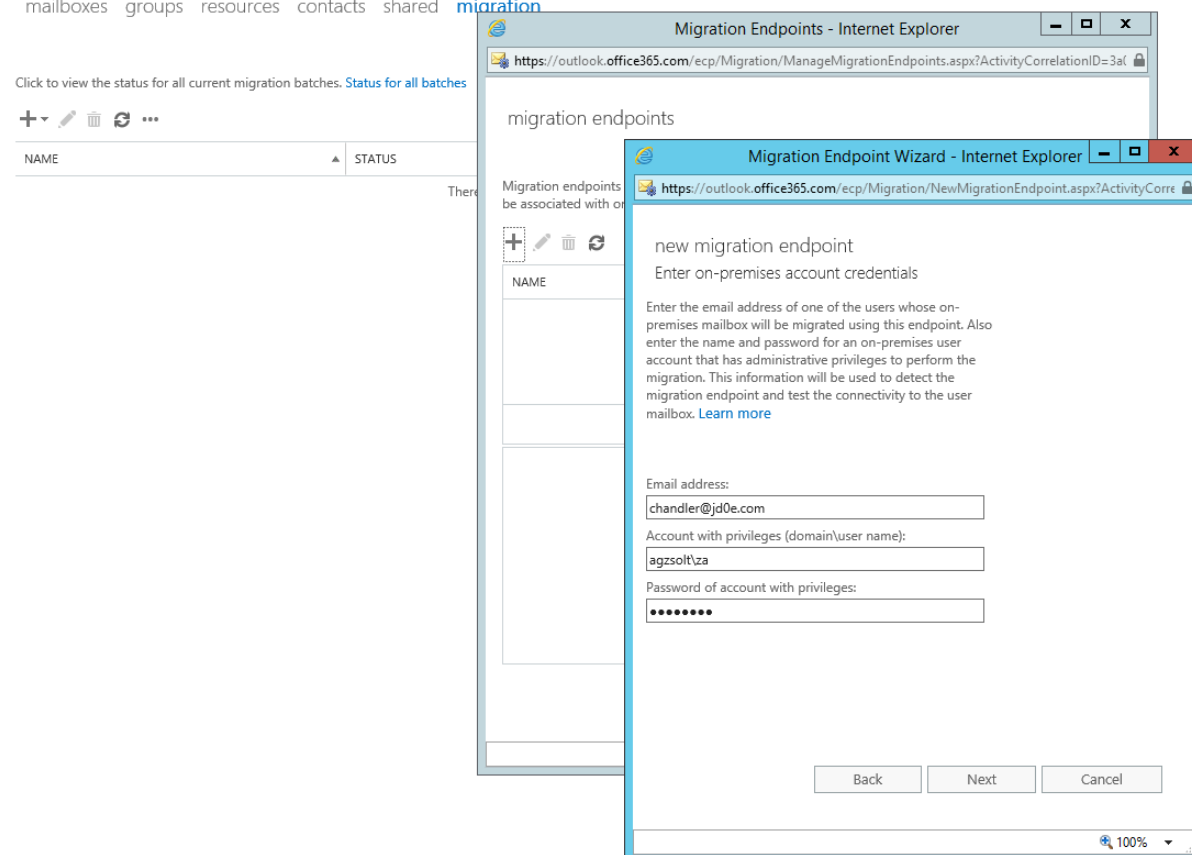 mailboxes groups resources contacts shared migration
Click to view the status for all current migration batches. Status for all batches
NAME STATUS
There
Migration Endpoints - Internet Explorer
https://outlook.office365.com/ecp/Migration/ManageMigrationEndpoints.aspx?ActivityCorrelationID=3a(
migration endpoints
Migration endpoints
be associated with or
NAME
Migration Endpoint Wizard - Internet Explorer
https://outlook.office365.com/ecp/Migration/NewMigrationEndpoint.aspx?ActivityCorre
new migration endpoint
Enter on-premises account credentials
Enter the email address of one of the users whose on-
premises mailbox will be migrated using this endpoint. Also
enter the name and password for an on-premises user
account that has administrative privileges to perform the
migration. This information will be used to detect the
migration endpoint and test the connectivity to the user
mailbox. Learn more
Email address:
chandler@jd0e.com
Account with privileges (domain\user name):
agzsolt\za
Password of account with privileges:
••••••••
Back Next Cancel
100%